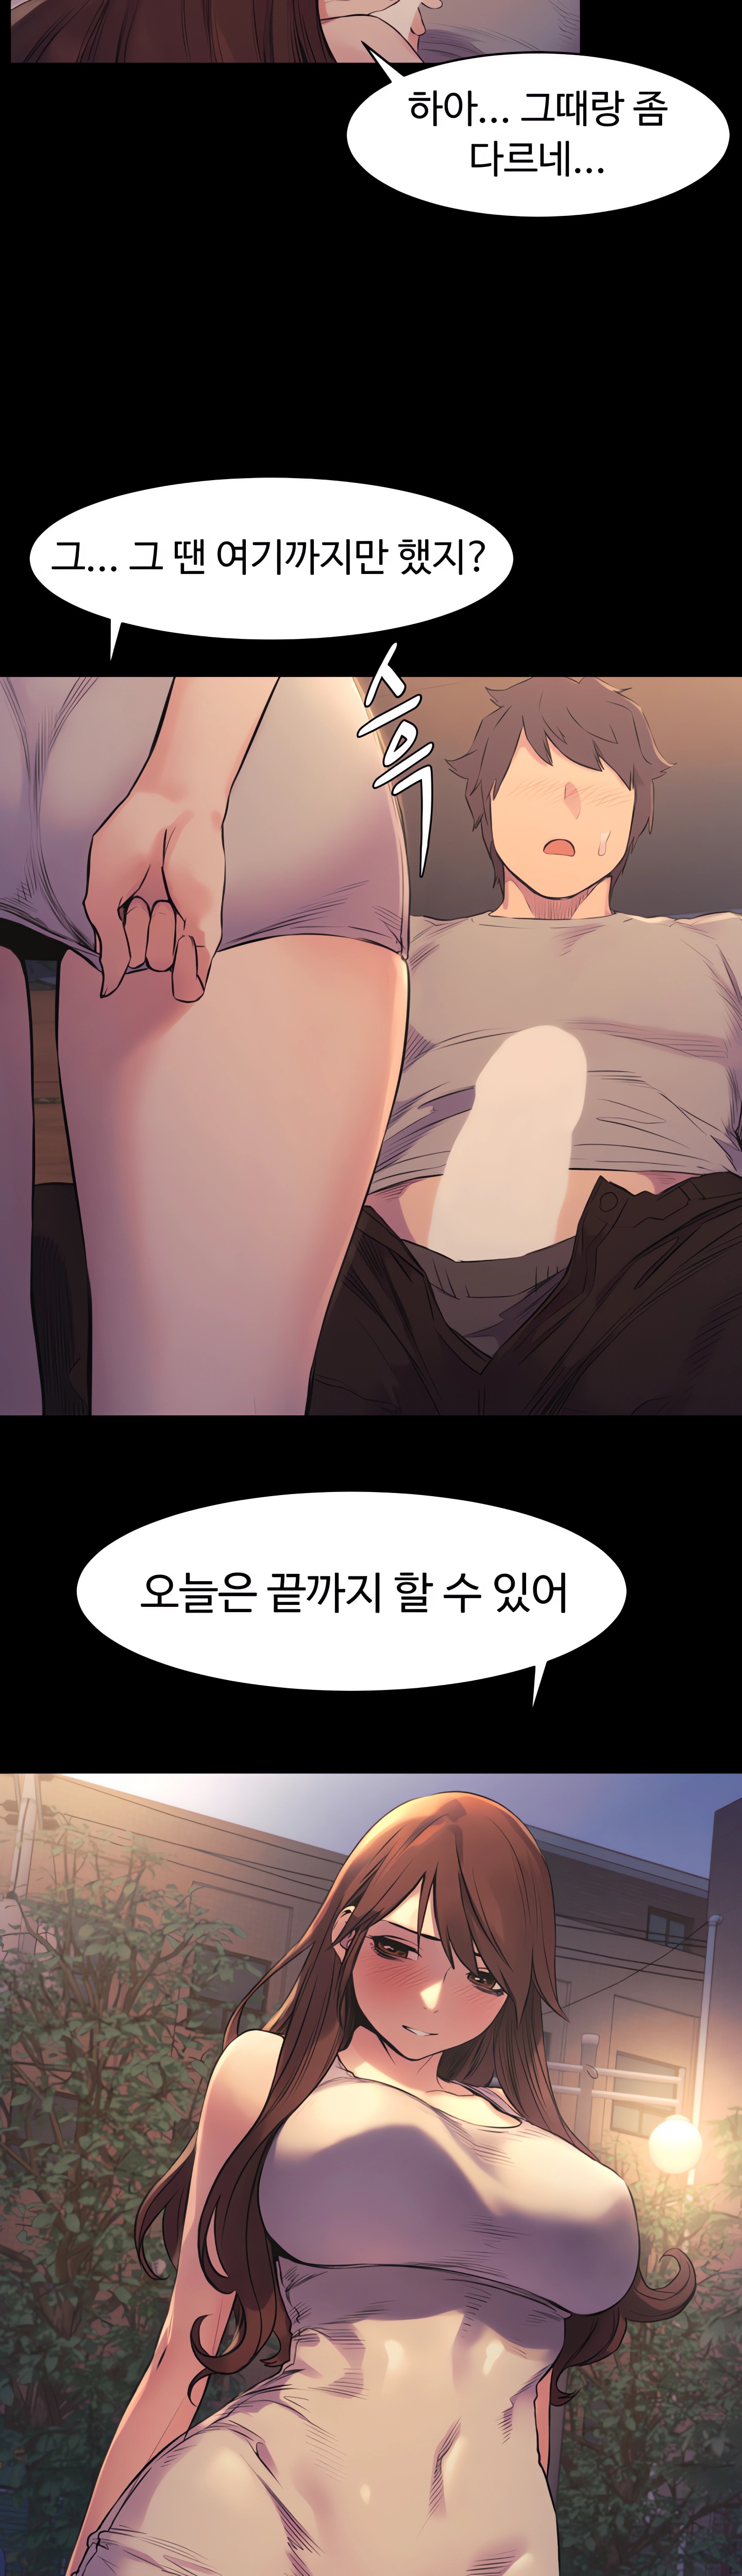 하아... 그때랑 좀
다르네...
그... 그 땐 여기까지만 했지?
스윽
오늘은 끝까지 할 수 있어